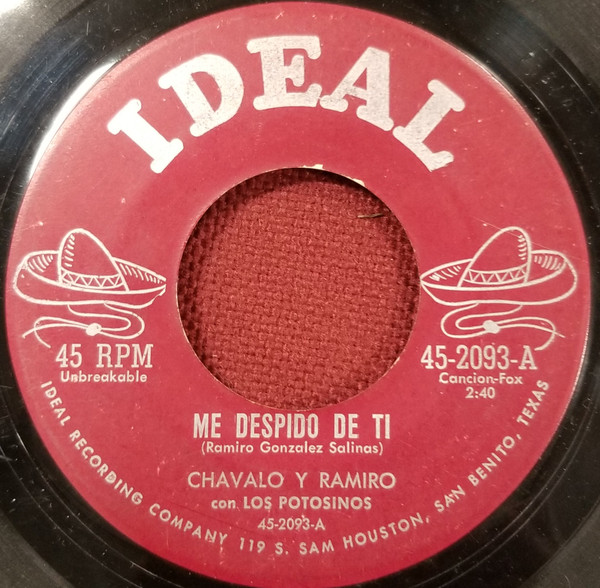 IDEAL
45 RPM
Unbreakable
45-2093-A
Cancion-Fox
2:40
ME DESPIDO DE TI
(Ramiro Gonzalez Salinas)
CHAVALO Y RAMIRO
con LOS POTOSINOS
45-2093-A
IDEAL RECORDING COMPANY 119 S. SAM HOUSTON, SAN BENITO, TEXAS